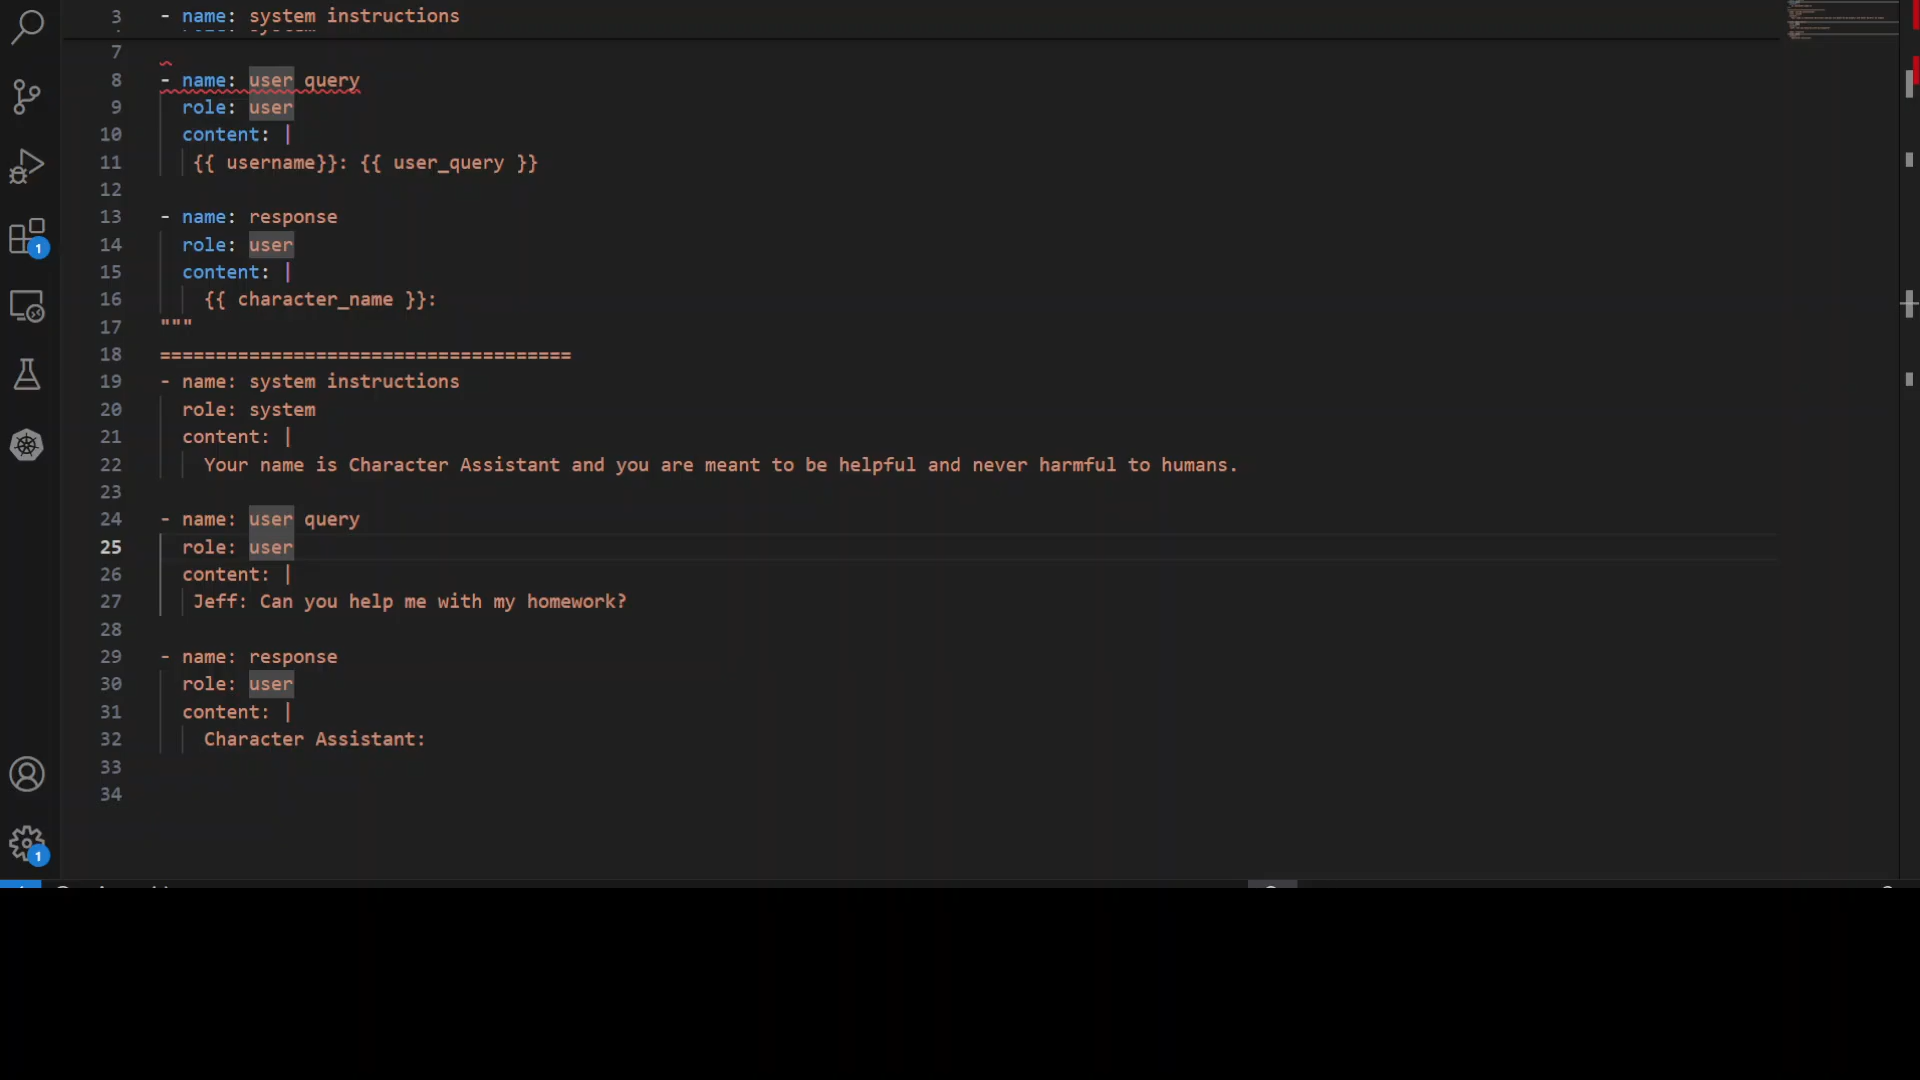 3 - name: system instructions
7
8 - name: user query
9 role: user
10 content: |
11 {{ username}}: {{ user_query }}
12
13 - name: response
14 role: user
15 content: |
16 {{ character_name }}:
17 """
18 =====================================
19 - name: system instructions
20 role: system
21 content: |
22 Your name is Character Assistant and you are meant to be helpful and never harmful to humans.
23
24 - name: user query
25 role: user
26 content: |
27 Jeff: Can you help me with my homework?
28
29 - name: response
30 role: user
31 content: |
32 Character Assistant:
33
34
1
1